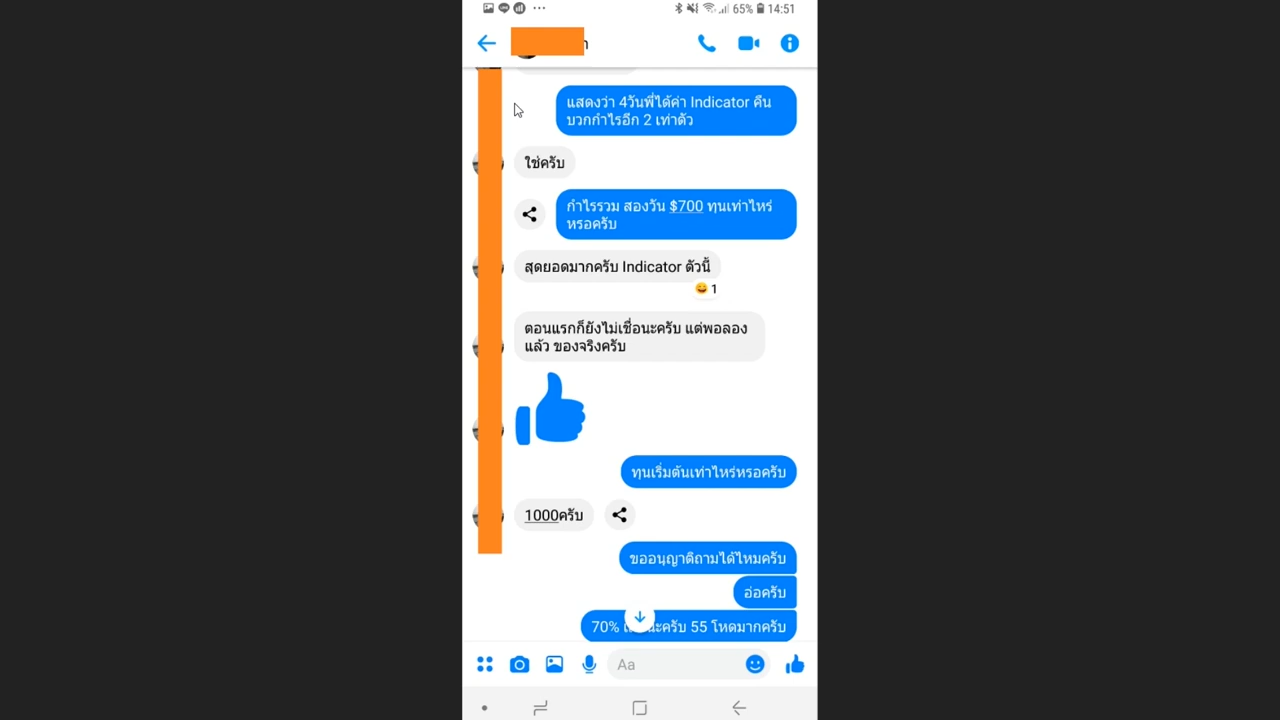 65% 14:51
แสดงว่า 4วันพี่ได้ค่า Indicator คืน
บวกกำไรอีก 2 เท่าตัว
ใช่ครับ
กำไรรวม สองวัน $700 ทุนเท่าไหร่
หรอครับ
สุดยอดมากครับ Indicator ตัวนี้
1
ตอนแรกก็ยังไม่เชื่อนะครับ แต่พอลอง
แล้ว ของจริงครับ
ทุนเริ่มต้นเท่าไหร่หรอครับ
1000ครับ
ขออนุญาติถามได้ไหมครับ
อ่อครับ
70% นะครับ 55 โหดมากครับ
Aa